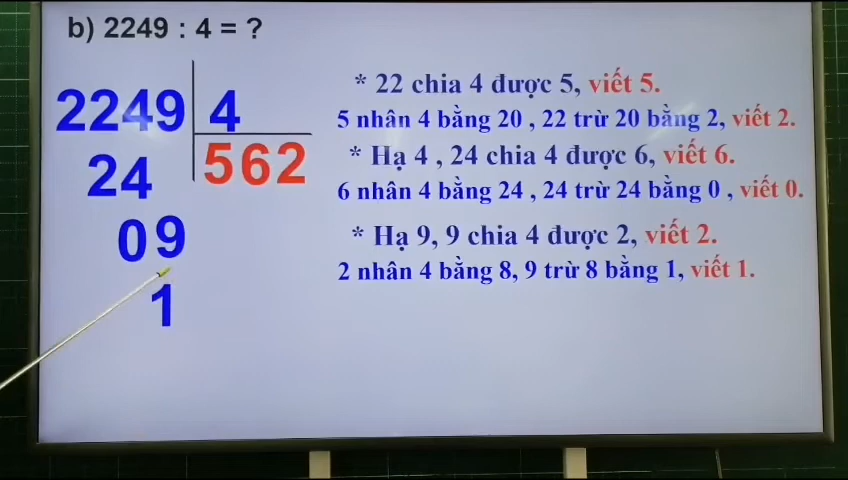 b) 2249 : 4 = ?
2249 4
24 562
09
1
* 22 chia 4 được 5, viết 5.
5 nhân 4 bằng 20 , 22 trừ 20 bằng 2, viết 2.
* Hạ 4 , 24 chia 4 được 6, viết 6.
6 nhân 4 bằng 24 , 24 trừ 24 bằng 0 , viết 0.
* Hạ 9, 9 chia 4 được 2, viết 2.
2 nhân 4 bằng 8, 9 trừ 8 bằng 1, viết 1.